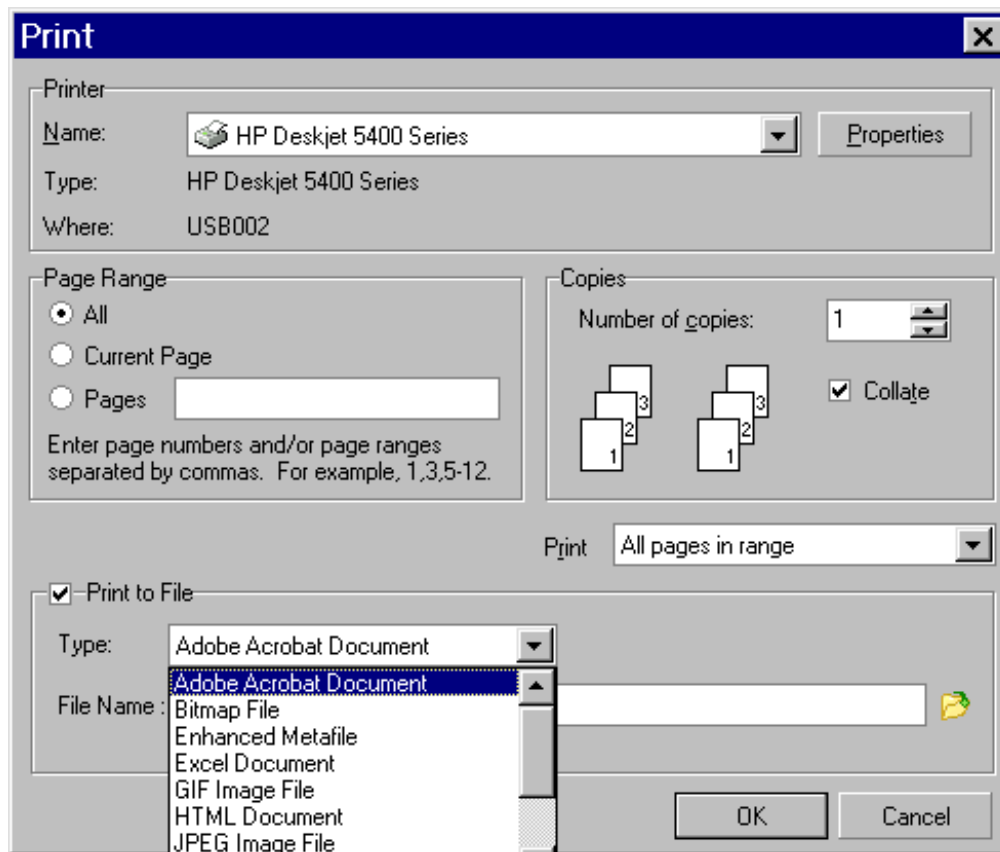 Print
Printer
Name: HP Deskjet 5400 Series Properties
Type: HP Deskjet 5400 Series
Where: USB002
Page Range
All
Current Page
Pages
Enter page numbers and/or page ranges
separated by commas. For example, 1,3,5-12.
Copies
Number of copies: 1
Collate
3 3
2 2
1 1
Print All pages in range
Print to File
Type: Adobe Acrobat Document
File Name :
Adobe Acrobat Document
Bitmap File
Enhanced Metafile
Excel Document
GIF Image File
HTML Document
JPEG Image File
OK Cancel